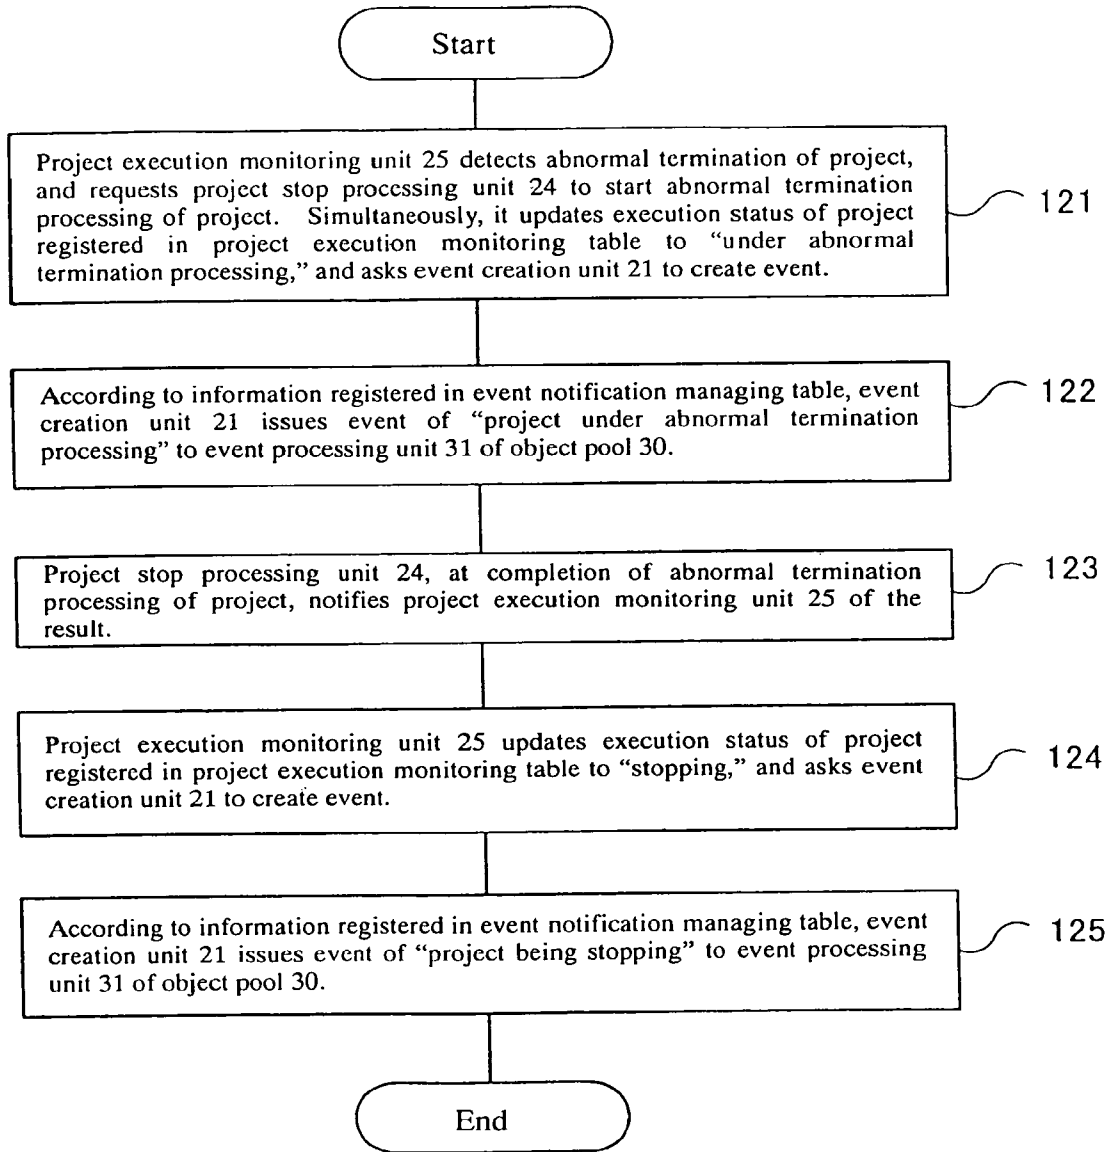 Start
Project execution monitoring unit 25 detects abnormal termination of project,
and requests project stop processing unit 24 to start abnormal termination
processing of project. Simultaneously, it updates execution status of project
registered in project execution monitoring table to “under abnormal
termination processing,” and asks event creation unit 21 to create event.
121
According to information registered in event notification managing table, event
creation unit 21 issues event of “project under abnormal termination
processing” to event processing unit 31 of object pool 30.
122
Project stop processing unit 24, at completion of abnormal termination
processing of project, notifies project execution monitoring unit 25 of the
result.
123
Project execution monitoring unit 25 updates execution status of project
registered in project execution monitoring table to “stopping,” and asks event
creation unit 21 to create event.
124
According to information registered in event notification managing table, event
creation unit 21 issues event of “project being stopping” to event processing
unit 31 of object pool 30.
125
End